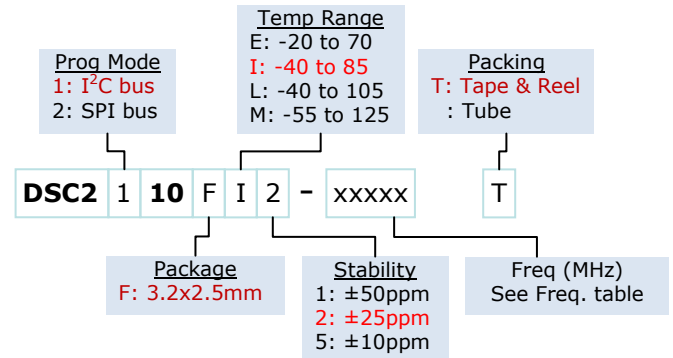 Temp Range
E: -20 to 70
I: -40 to 85
L: -40 to 105
M: -55 to 125
Prog Mode
1: I²C bus
2: SPI bus
Packing
T: Tape & Reel
: Tube
DSC2 1 10 F I 2 - xxxxx T
Package
F: 3.2x2.5mm
Stability
1: ±50ppm
2: ±25ppm
5: ±10ppm
Freq (MHz)
See Freq. table